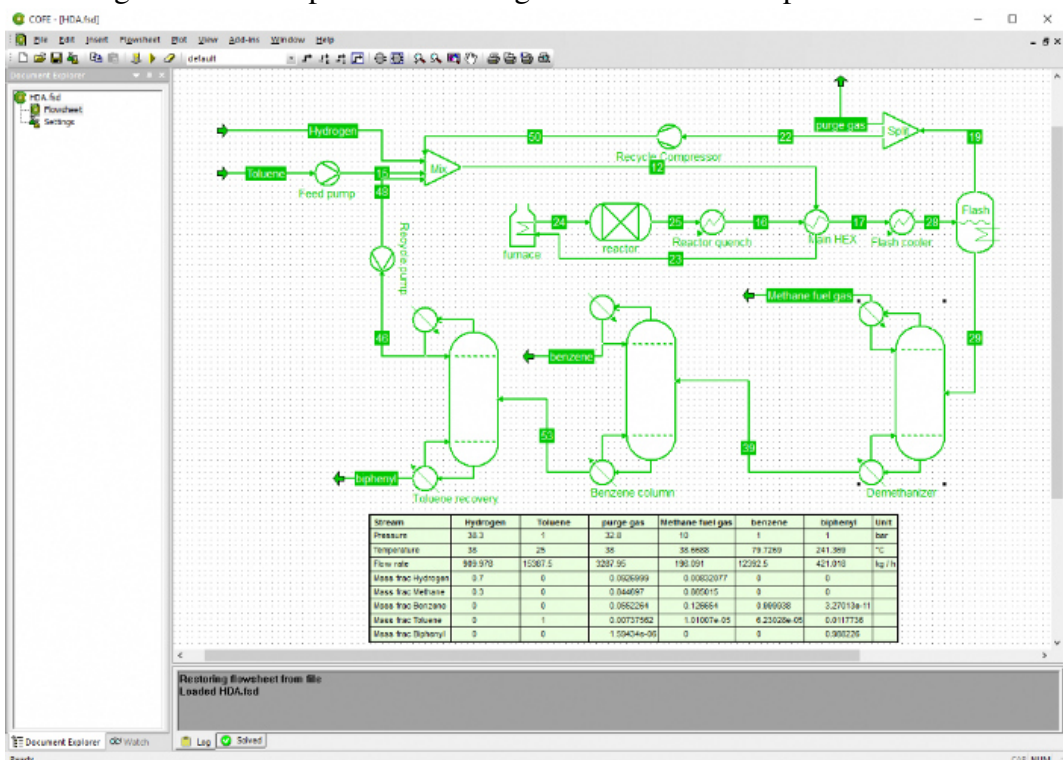 COFE - [HDA.fsd]
File Edit Insert Flowsheet Plot View Add-ins Window Help
default
Document Explorer
HDA.fsd
Flowsheet
Settings
purge gas
Hydrogen
50
22
Split
19
Recycle Compressor
Toluene
15
Mix
12
Feed pump
48
Flash
24
25
16
17
28
reactor
Reactor quench
Main HEX
Flash cooler
furnace
23
Recycle pump
Methane fuel gas
46
29
benzene
53
39
biphenyl
Toluene recovery
Benzene column
Demethanizer
Stream Hydrogen Toluene purge gas Methane fuel gas benzene biphenyl Unit
Pressure 38.3 1 32.8 10 1 1 bar
Temperature 38 25 38 38.6688 79.7269 241.369 °C
Flow rate 909.978 15387.5 3287.95 198.091 12392.5 421.018 kg / h
Mass frac Hydrogen 0.7 0 0.0926999 0.00832077 0 0
Mass frac Methane 0.3 0 0.844697 0.865015 0 0
Mass frac Benzene 0 0 0.0552264 0.126664 0.999938 3.27013e-11
Mass frac Toluene 0 1 0.00737562 1.01007e-05 6.23028e-05 0.0117736
Mass frac Biphenyl 0 0 1.59434e-06 0 0 0.988226
Restoring flowsheet from file
Loaded HDA.fsd
Document Explorer Watch
Log Solved
Ready
CAP NUM